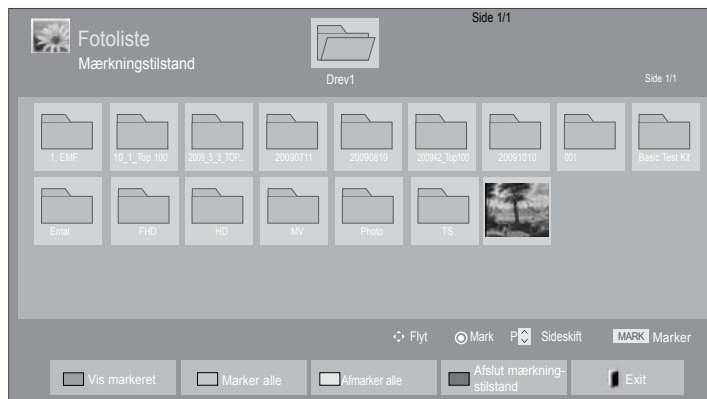 Side 1/1
Fotoliste
Mærkningstilstand
Drev1
Side 1/1
1. EMF
10_1_Top 100
2009_5_3_TOP...
20090711
20090610
200942_Top100
20091010
001
Basic Test Kit
Ental
FHD
HD
MV
Photo
TS
Flyt
Mark
P
Sideskift
MARK
Marker
Vis markeret
Marker alle
Afmarker alle
Afslut mærkning-
stilstand
Exit